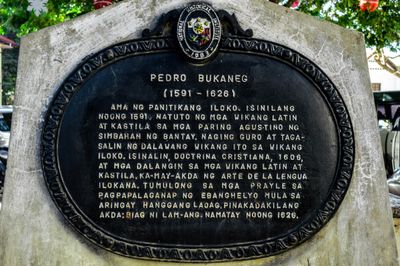 PEDRO BUKANEG
(1591 - 1626)
AMA NG PANITIKANG ILOKO. ISINILANG
NOONG 1591. NATUTO NG MGA WIKANG LATIN
AT KASTILA SA MGA PARING AGUSTINO NG
SIMBAHAN NG BANTAY. NAGING GURO AT TAGA-
SALIN NG DALAWANG WIKANG ITO SA WIKANG
ILOKO. ISINALIN, DOCTRINA CRISTIANA, 1606,
AT MGA DALANGIN SA MGA WIKANG LATIN AT
KASTILA, KA-MAY-AKDA NG ARTE DE LA LENGUA
ILOKANA. TUMULONG SA MGA PRAYLE SA
PAGPAPALAGANAP NG EBANGHELYO MULA SA
ARINGAY HANGGANG LAOAG. PINAKADAKILANG
AKDA: BIAG NI LAM-ANG. NAMATAY NOONG 1626.